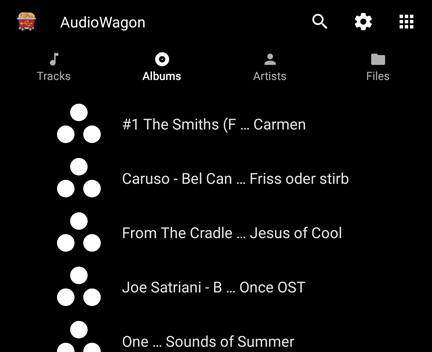 AudioWagon
Tracks Albums Artists Files
#1 The Smiths (F ... Carmen
Caruso - Bel Can ... Friss oder stirb
From The Cradle ... Jesus of Cool
Joe Satriani - B ... Once OST
One ... Sounds of Summer